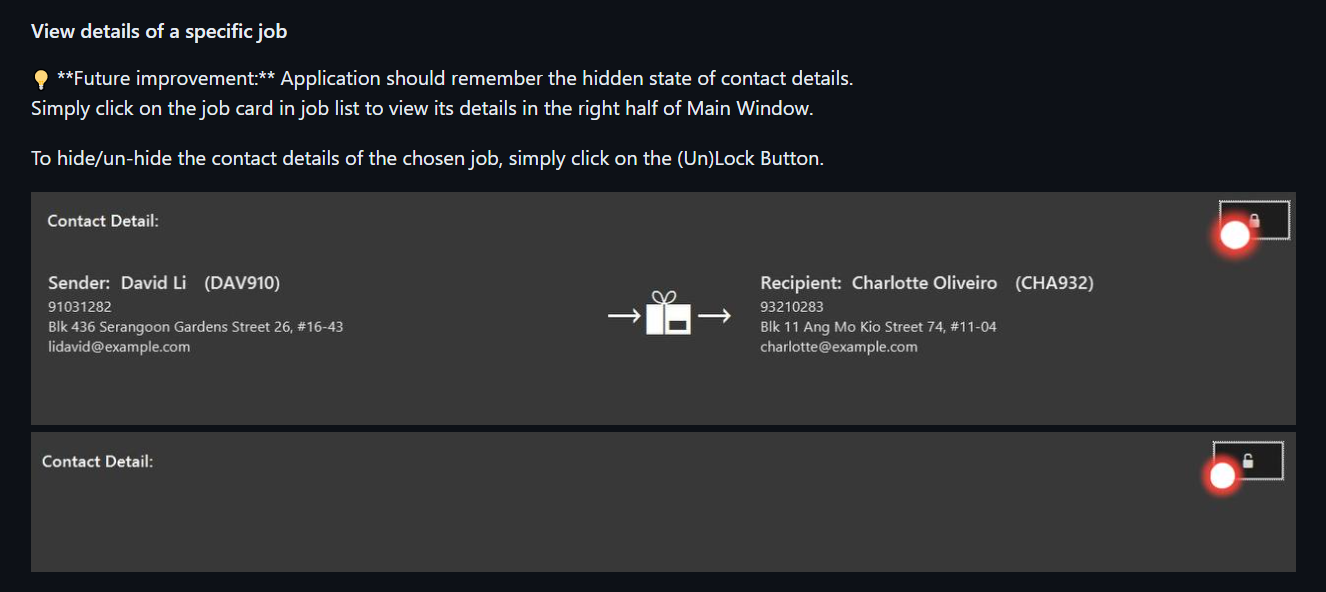 View details of a specific job
💡 **Future improvement:** Application should remember the hidden state of contact details.
Simply click on the job card in job list to view its details in the right half of Main Window.
To hide/un-hide the contact details of the chosen job, simply click on the (Un)Lock Button.
Contact Detail:
Sender: David Li (DAV910)
91031282
Blk 436 Serangoon Gardens Street 26, #16-43
lidavid@example.com
Recipient: Charlotte Oliveiro (CHA932)
93210283
Blk 11 Ang Mo Kio Street 74, #11-04
charlotte@example.com
Contact Detail: